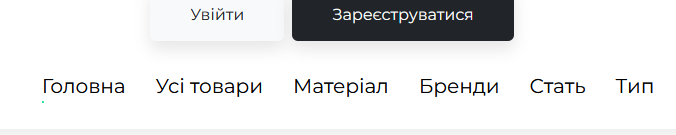 Увійти Зареєструватися
Головна Усі товари Матеріал Бренди Стать Тип